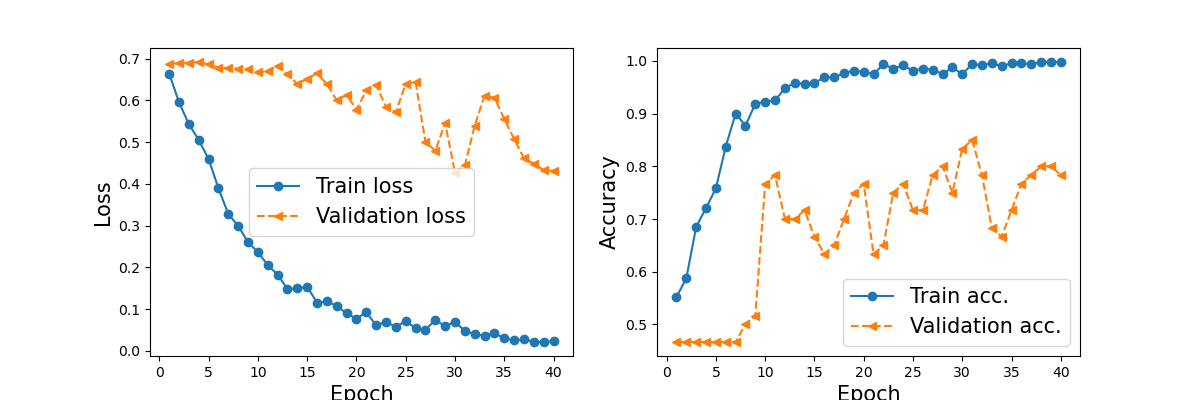 0.7
0.6
0.5
0.4
0.3
0.2
0.1
0.0
Loss
Train loss
Validation loss
0 5 10 15 20 25 30 35 40
Epoch
1.0
0.9
0.8
0.7
0.6
0.5
Accuracy
Train acc.
Validation acc.
0 5 10 15 20 25 30 35 40
Epoch